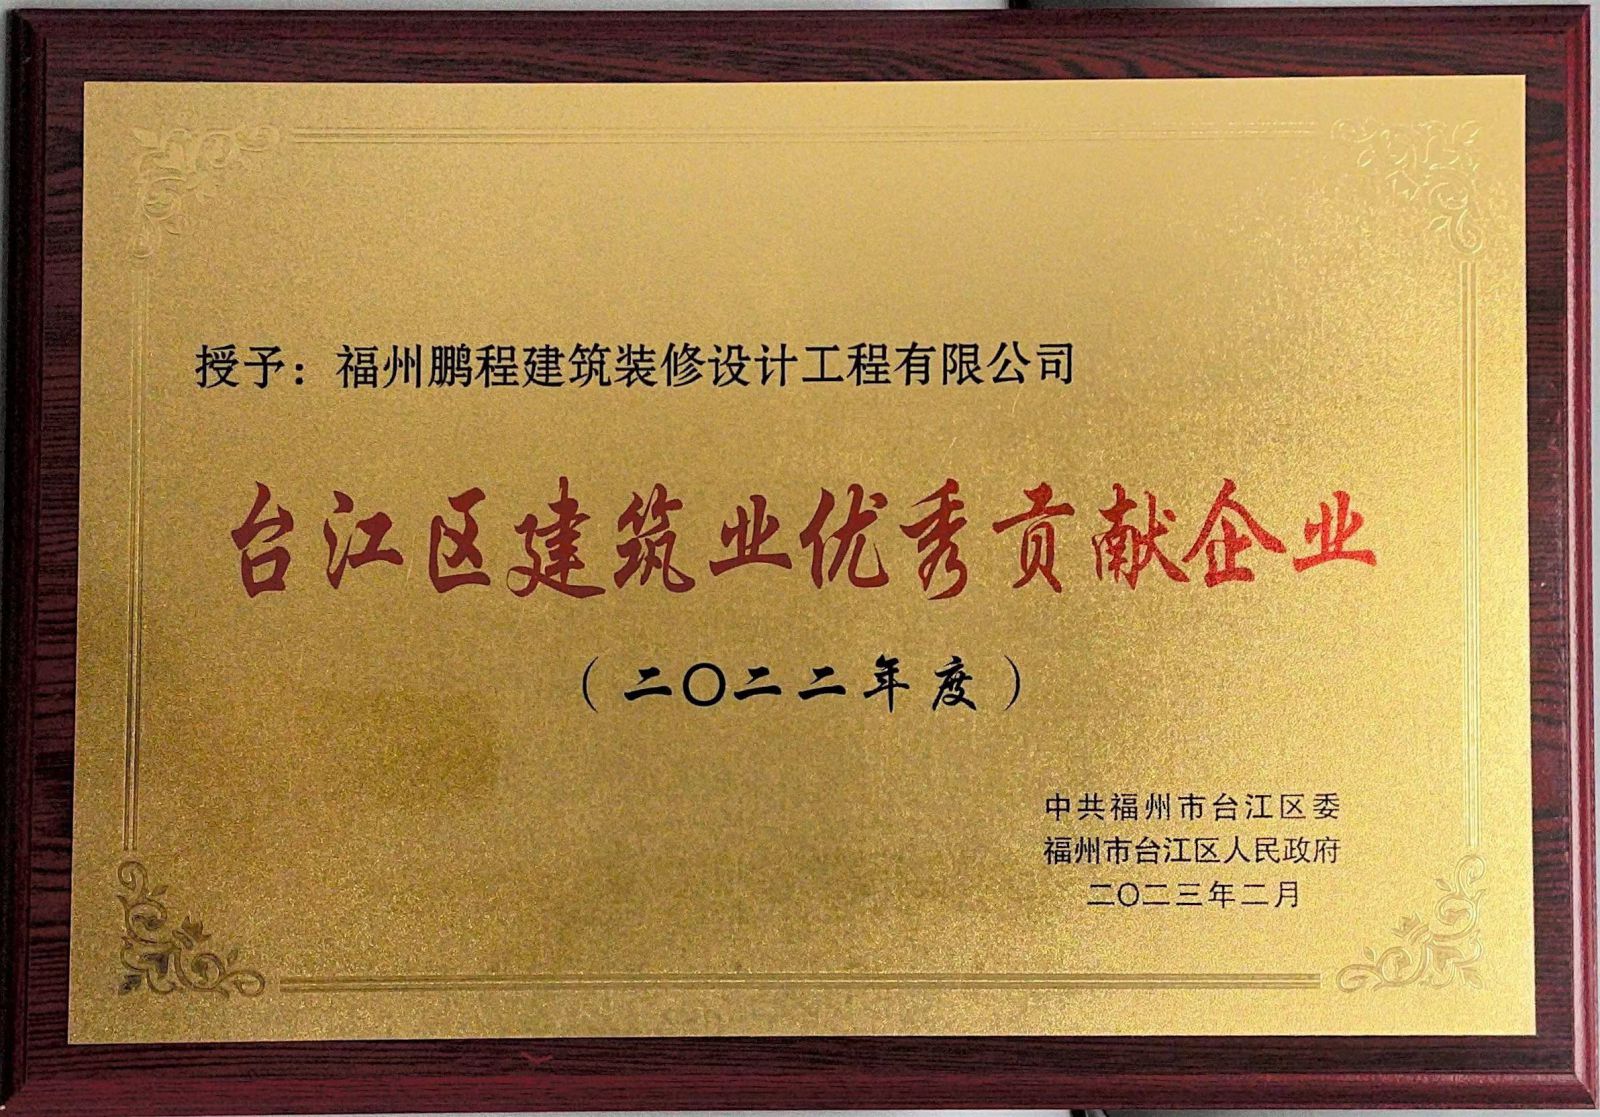 授予：福州鹏程建筑装修设计工程有限公司
台江区建筑业优秀贡献企业
（二〇二二年度）
中共福州市台江区委
福州市台江区人民政府
二〇二三年二月